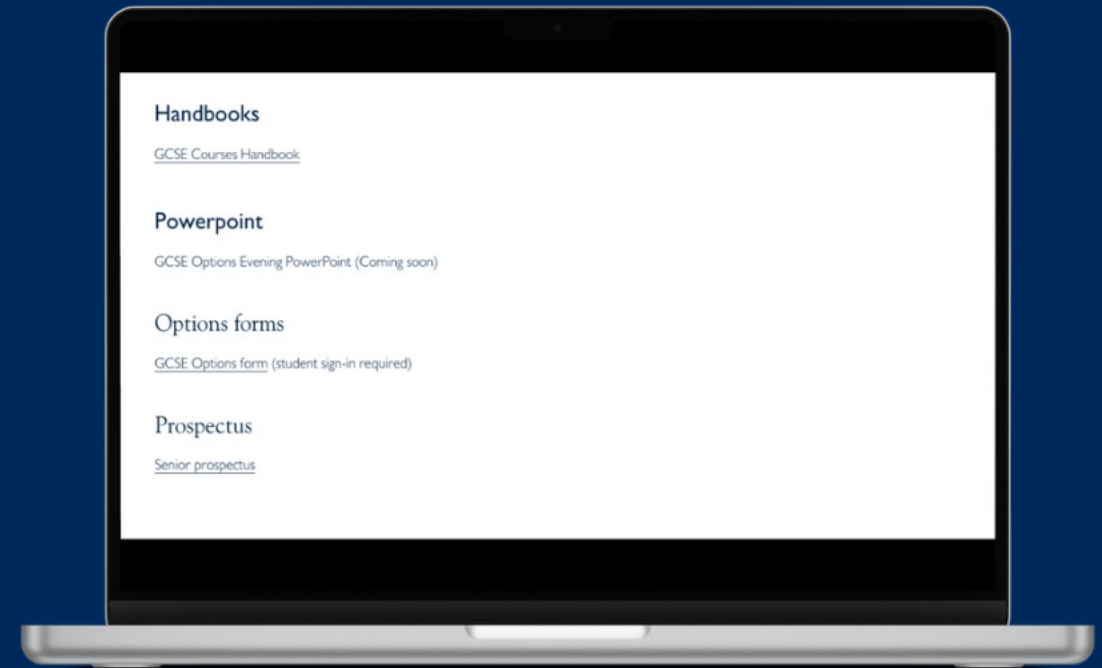 Handbooks
GCSE Courses Handbook
Powerpoint
GCSE Options Evening PowerPoint (Coming soon)
Options forms
GCSE Options form (student sign-in required)
Prospectus
Senior prospectus